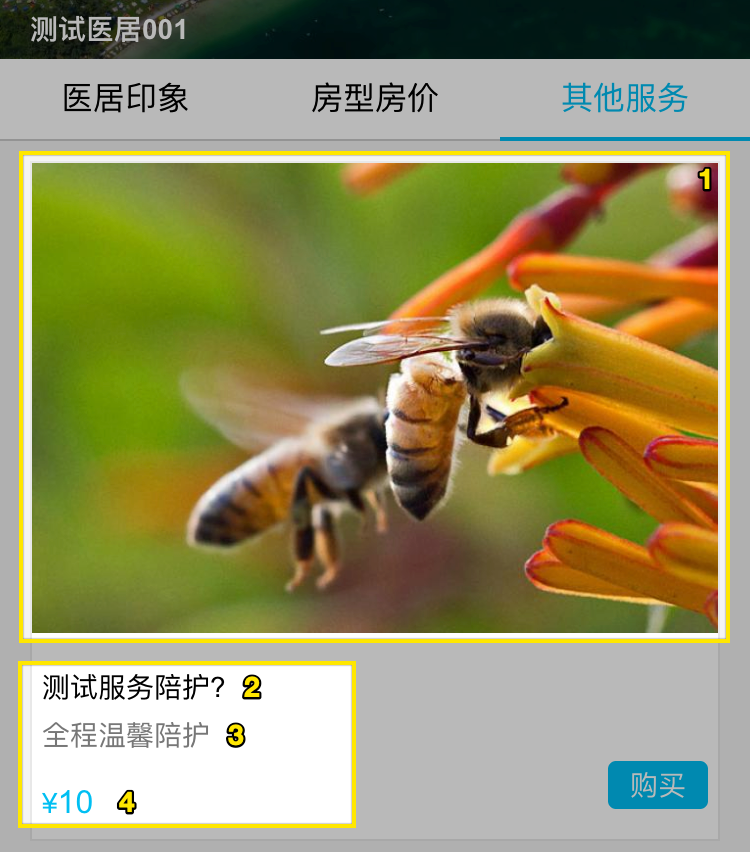 测试医居001
医居印象 房型房价 其他服务
1
测试服务陪护? 2
全程温馨陪护 3
¥10 4
购买